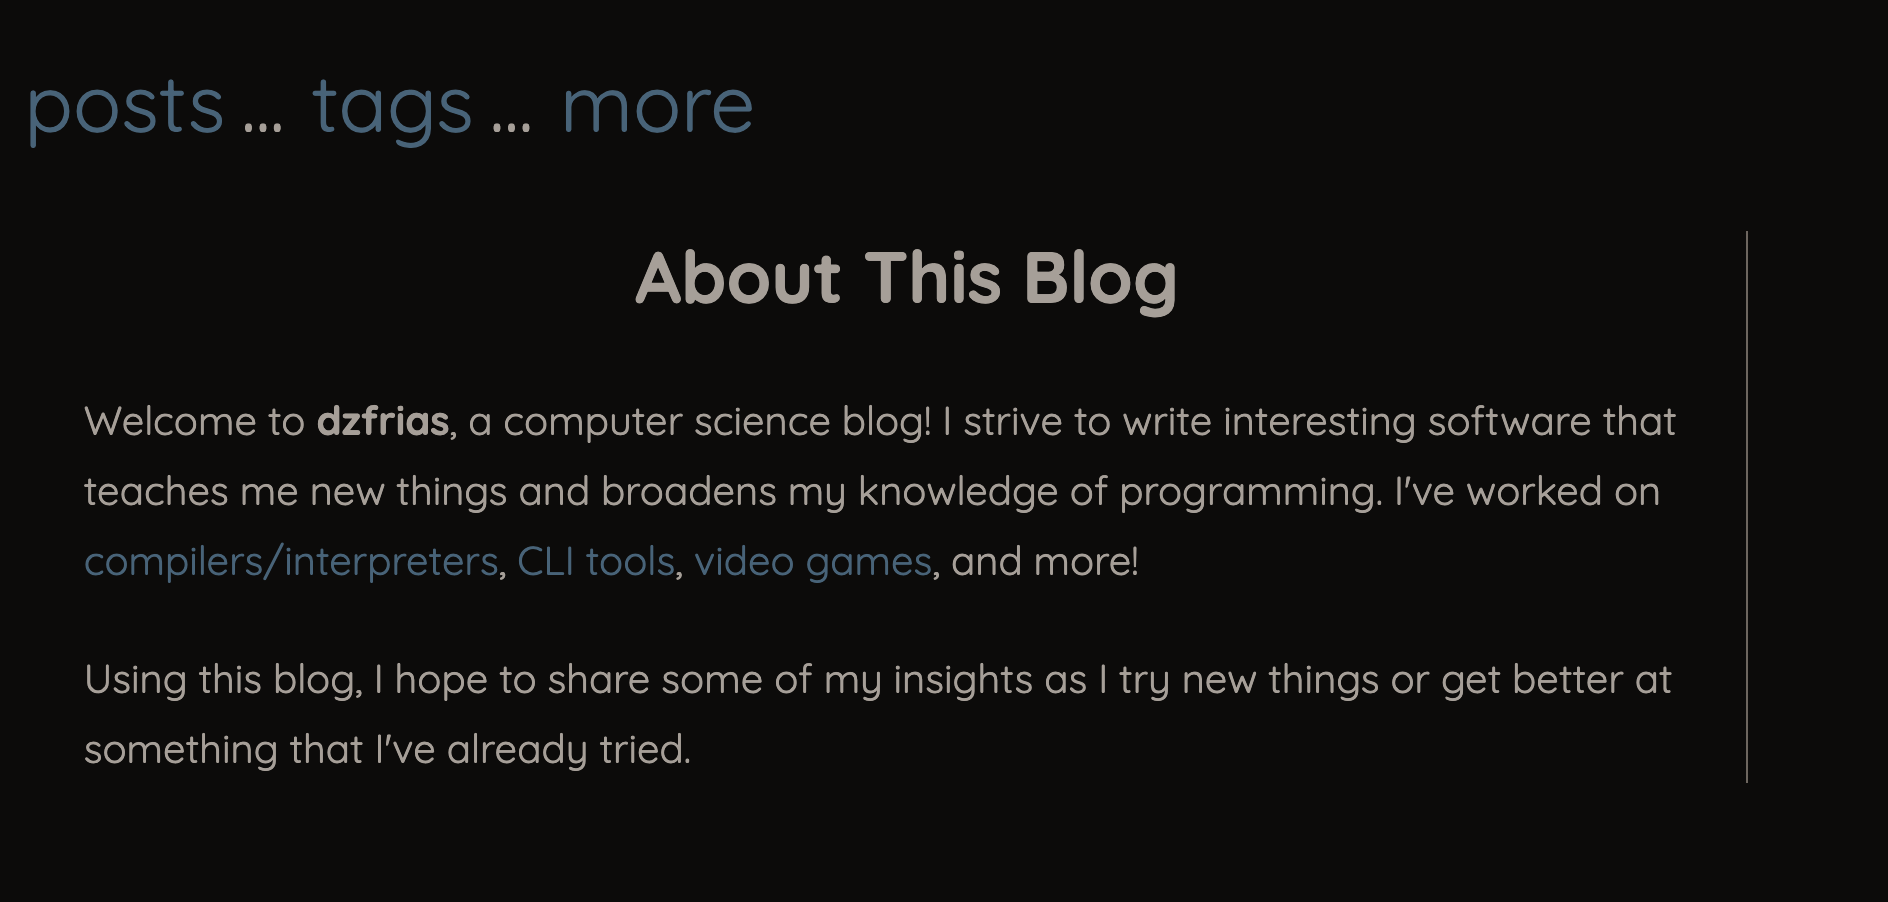 posts ... tags ... more
About This Blog
Welcome to dzfrias, a computer science blog! I strive to write interesting software that
teaches me new things and broadens my knowledge of programming. I've worked on
compilers/interpreters, CLI tools, video games, and more!
Using this blog, I hope to share some of my insights as I try new things or get better at
something that I've already tried.